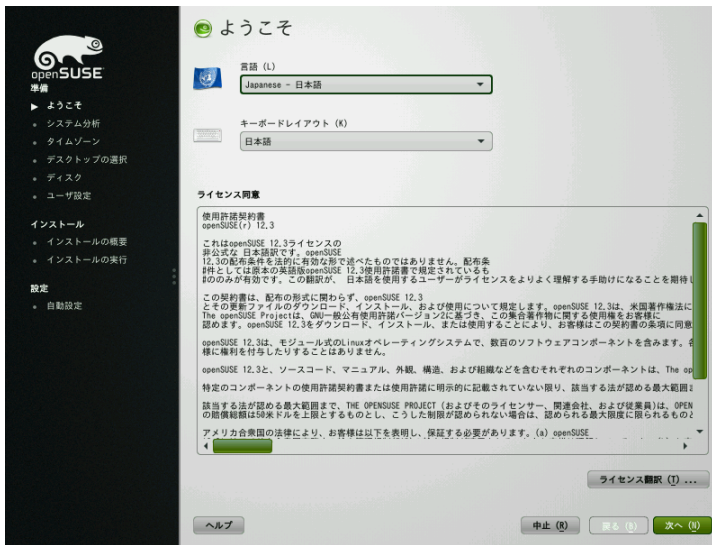 openSUSE
準備
ようこそ
システム分析
タイムゾーン
デスクトップの選択
ディスク
ユーザ設定
インストール
インストールの概要
インストールの実行
設定
自動設定
ようこそ
言語 (L)
Japanese - 日本語
キーボードレイアウト (K)
日本語
ライセンス同意
使用許諾契約書
openSUSE(r) 12.3
これはopenSUSE 12.3ライセンスの
非公式な 日本語訳です。openSUSE
12.3の配布条件を法的に有効な形で述べたものではありません。配布条
#件としては原本の英語版openSUSE 12.3使用許諾書で規定されているも
#ののみが有効です。この翻訳が、 日本語を使用するユーザーがライセンスをよりよく理解する手助けになることを期待し
この契約書は、配布の形式に関わらず、openSUSE 12.3
とその更新ファイルのダウンロード、インストール、および使用について規定します。openSUSE 12.3は、米国著作権法に
The openSUSE Projectは、GNU一般公有使用許諾バージョン2に基づき、この集合著作物に関する使用権をお客様に
認めます。openSUSE 12.3をダウンロード、インストール、または使用することにより、お客様はこの契約書の条項に同意
openSUSE 12.3は、モジュール式のLinuxオペレーティングシステムで、数百のソフトウェアコンポーネントを含みます。
様に権利を付与したりすることはありません。
openSUSE 12.3と、ソースコード、マニュアル、外観、構造、および組織などを含むそれぞれのコンポーネントは、The op
特定のコンポーネントの使用許諾契約書または使用許諾に明示的に記載されていない限り、該当する法が認める最大範囲
該当する法が認める最大範囲まで、THE OPENSUSE PROJECT (およびそのライセンサー、関連会社、および従業員)は、OPEN
の賠償総額は50米ドルを上限とするものとし、こうした制限が認められない場合は、認められる最大限度に限られるものと
アメリカ合衆国の法律により、お客様は以下を表明し、保証する必要があります。(a) openSUSE
ライセンス翻訳 (T) ...
ヘルプ
中止 (R)
戻る (B)
次へ (N)